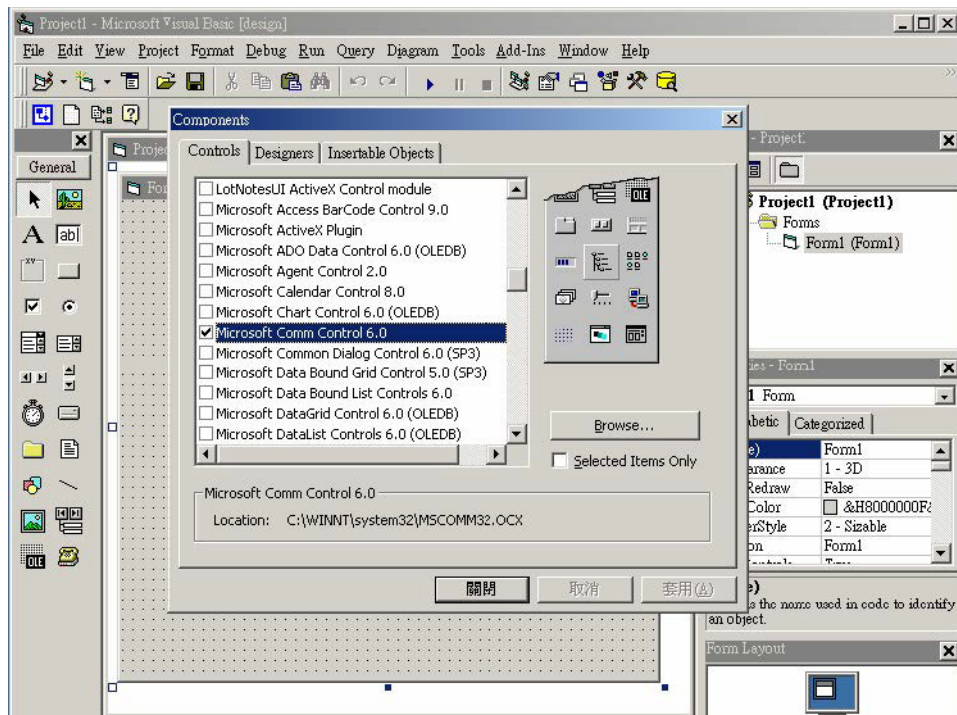 Project1 - Microsoft Visual Basic [design]
File Edit View Project Format Debug Run Query Diagram Tools Add-Ins Window Help
General
Components
Controls Designers Insertable Objects
LotNotesUI ActiveX Control module
Microsoft Access BarCode Control 9.0
Microsoft ActiveX Plugin
Microsoft ADO Data Control 6.0 (OLEDB)
Microsoft Agent Control 2.0
Microsoft Calendar Control 8.0
Microsoft Chart Control 6.0 (OLEDB)
Microsoft Comm Control 6.0
Microsoft Common Dialog Control 6.0 (SP3)
Microsoft Data Bound Grid Control 5.0 (SP3)
Microsoft Data Bound List Controls 6.0
Microsoft DataGrid Control 6.0 (OLEDB)
Microsoft DataList Controls 6.0 (OLEDB)
OLE
Browse...
Selected Items Only
Microsoft Comm Control 6.0
Location: C:\WINNT\system32\MSCOMM32.OCX
關閉 取消 套用(A)
A
ab|
xv
OLE
Project1 (Project1)
Forms
Form1 (Form1)
- Form1
Form
Categorized
Form1
1 - 3D
Redraw False
Color &H8000000F&
2 - Sizable
Form1
the name used in code to identify
an object.
Form Layout